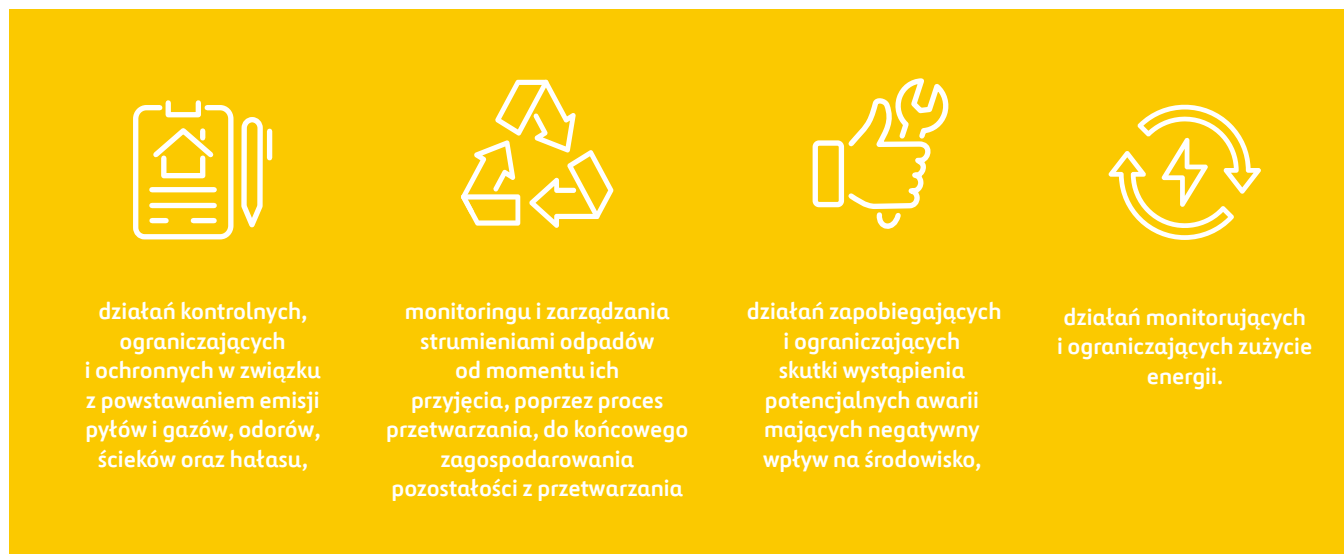 działań kontrolnych,
ograniczających
i ochronnych w związku
z powstawaniem emisji
pyłów i gazów, odorów,
ścieków oraz hałasu,
monitoringu i zarządzania
strumieniami odpadów
od momentu ich
przyjęcia, poprzez proces
przetwarzania, do końcowego
zagospodarowania
pozostałości z przetwarzania
działań zapobiegających
i ograniczających
skutki wystąpienia
potencjalnych awarii
mających negatywny
wpływ na środowisko,
działań monitorujących
i ograniczających zużycie
energii.